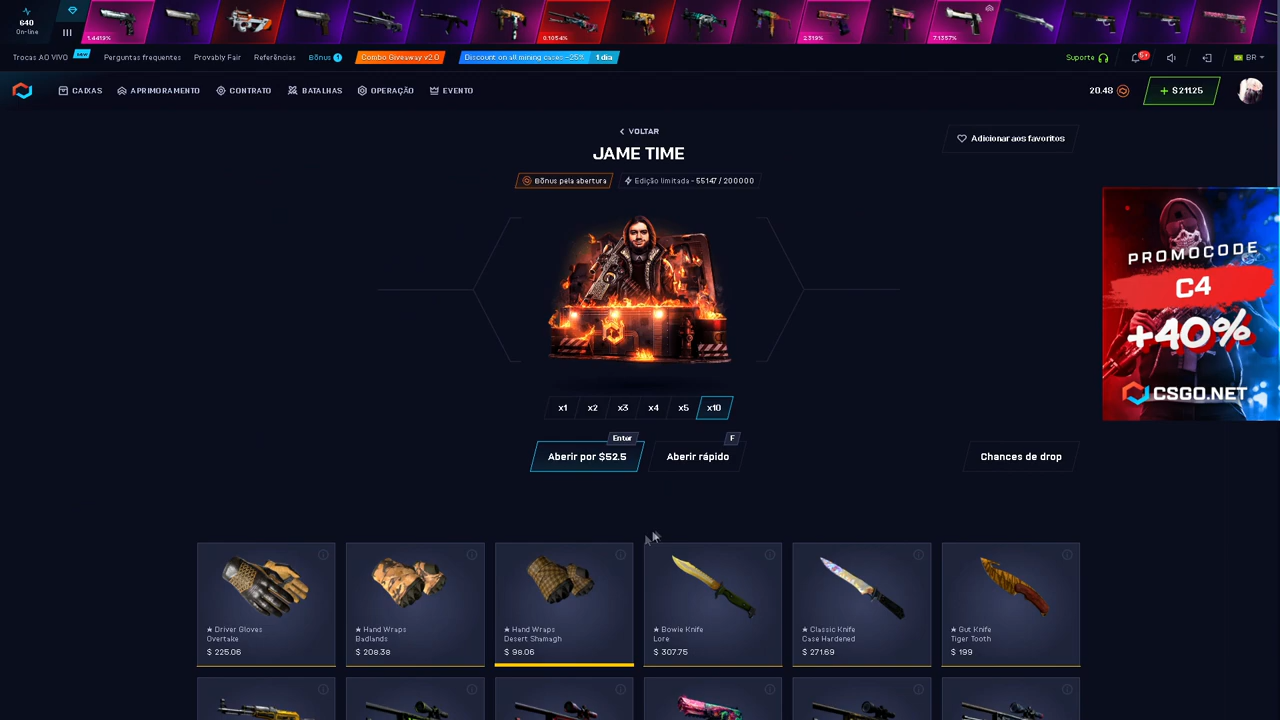 640
On-line
1.4419%
0.1054%
2.319%
7.1357%
Trocas AO VIVO
NEW
Perguntas frequentes
Provably Fair
Referências
Bônus 1
Combo Giveaway v2.0
Discount on all mining cases -25% 1 dia
Suporte
5+
BR
CAIXAS
APRIMORAMENTO
CONTRATO
BATALHAS
OPERAÇÃO
EVENTO
20.48
+ $ 211.25
VOLTAR
JAME TIME
Adicionar aos favoritos
Bônus pela abertura
Edição limitada - 55147 / 200000
PROMOCODE
C4
+40%
CSGO.NET
x1
x2
x3
x4
x5
x10
Enter
F
Aberir por $52.5
Aberir rápido
Chances de drop
★ Driver Gloves
Overtake
$ 225.06
★ Hand Wraps
Badlands
$ 208.38
★ Hand Wraps
Desert Shamagh
$ 98.06
★ Bowie Knife
Lore
$ 307.75
★ Classic Knife
Case Hardened
$ 271.69
★ Gut Knife
Tiger Tooth
$ 199